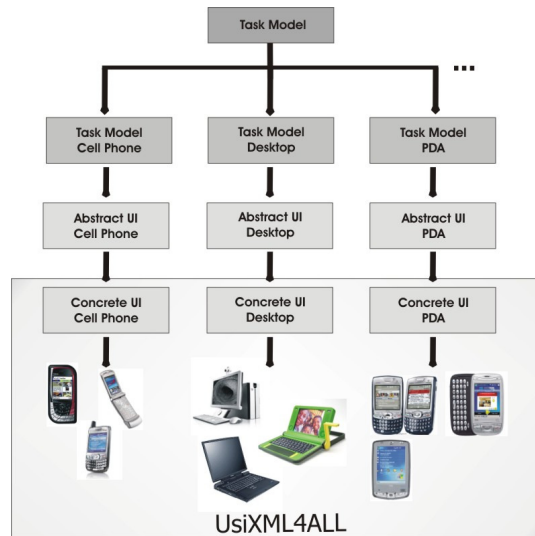 Task Model
...
Task Model
Cell Phone
Task Model
Desktop
Task Model
PDA
Abstract UI
Cell Phone
Abstract UI
Desktop
Abstract UI
PDA
Concrete UI
Cell Phone
Concrete UI
Desktop
Concrete UI
PDA
UsiXML4ALL